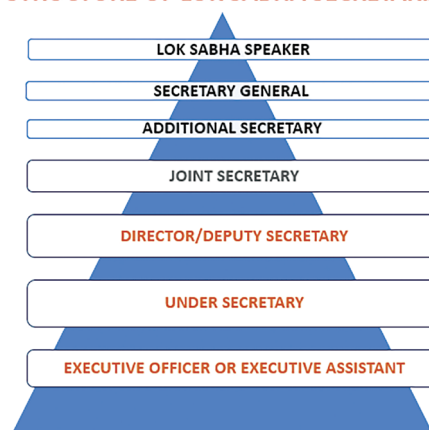 LOK SABHA SPEAKER
SECRETARY GENERAL
ADDITIONAL SECRETARY
JOINT SECRETARY
DIRECTOR/DEPUTY SECRETARY
UNDER SECRETARY
EXECUTIVE OFFICER OR EXECUTIVE ASSISTANT